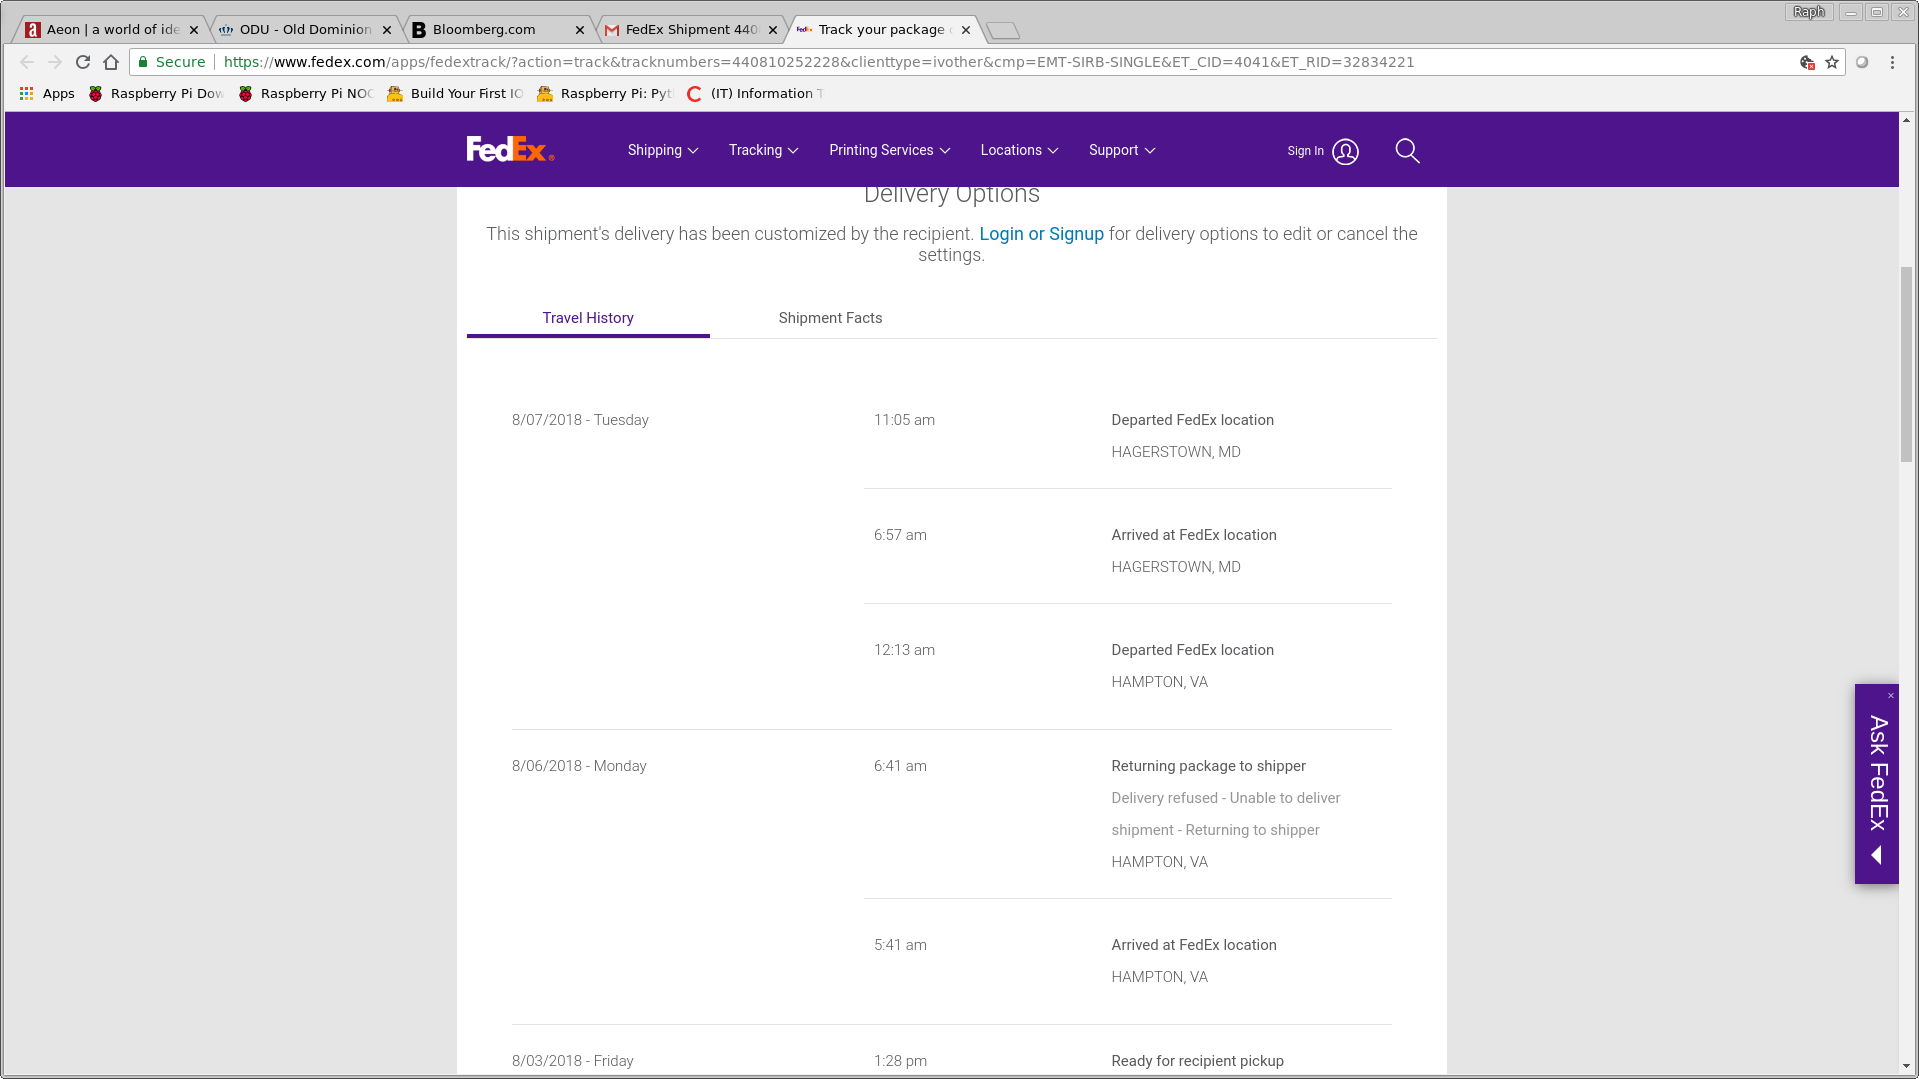 Raph
Aeon | a world of ide
ODU - Old Dominion
Bloomberg.com
FedEx Shipment 440
Track your package
Secure
https://www.fedex.com/apps/fedextrack/?action=track&tracknumbers=440810252228&clienttype=ivother&cmp=EMT-SIRB-SINGLE&ET_CID=4041&ET_RID=32834221
Apps
Raspberry Pi Dow
Raspberry Pi NOO
Build Your First IO
Raspberry Pi: Pyt
(IT) Information T
FedEx®
Shipping
Tracking
Printing Services
Locations
Support
Sign In
Delivery Options
This shipment's delivery has been customized by the recipient. Login or Signup for delivery options to edit or cancel the
settings.
Travel History
Shipment Facts
8/07/2018 - Tuesday
11:05 am
Departed FedEx location
HAGERSTOWN, MD
6:57 am
Arrived at FedEx location
HAGERSTOWN, MD
12:13 am
Departed FedEx location
HAMPTON, VA
8/06/2018 - Monday
6:41 am
Returning package to shipper
Delivery refused - Unable to deliver
shipment - Returning to shipper
HAMPTON, VA
5:41 am
Arrived at FedEx location
HAMPTON, VA
8/03/2018 - Friday
1:28 pm
Ready for recipient pickup
Ask FedEx